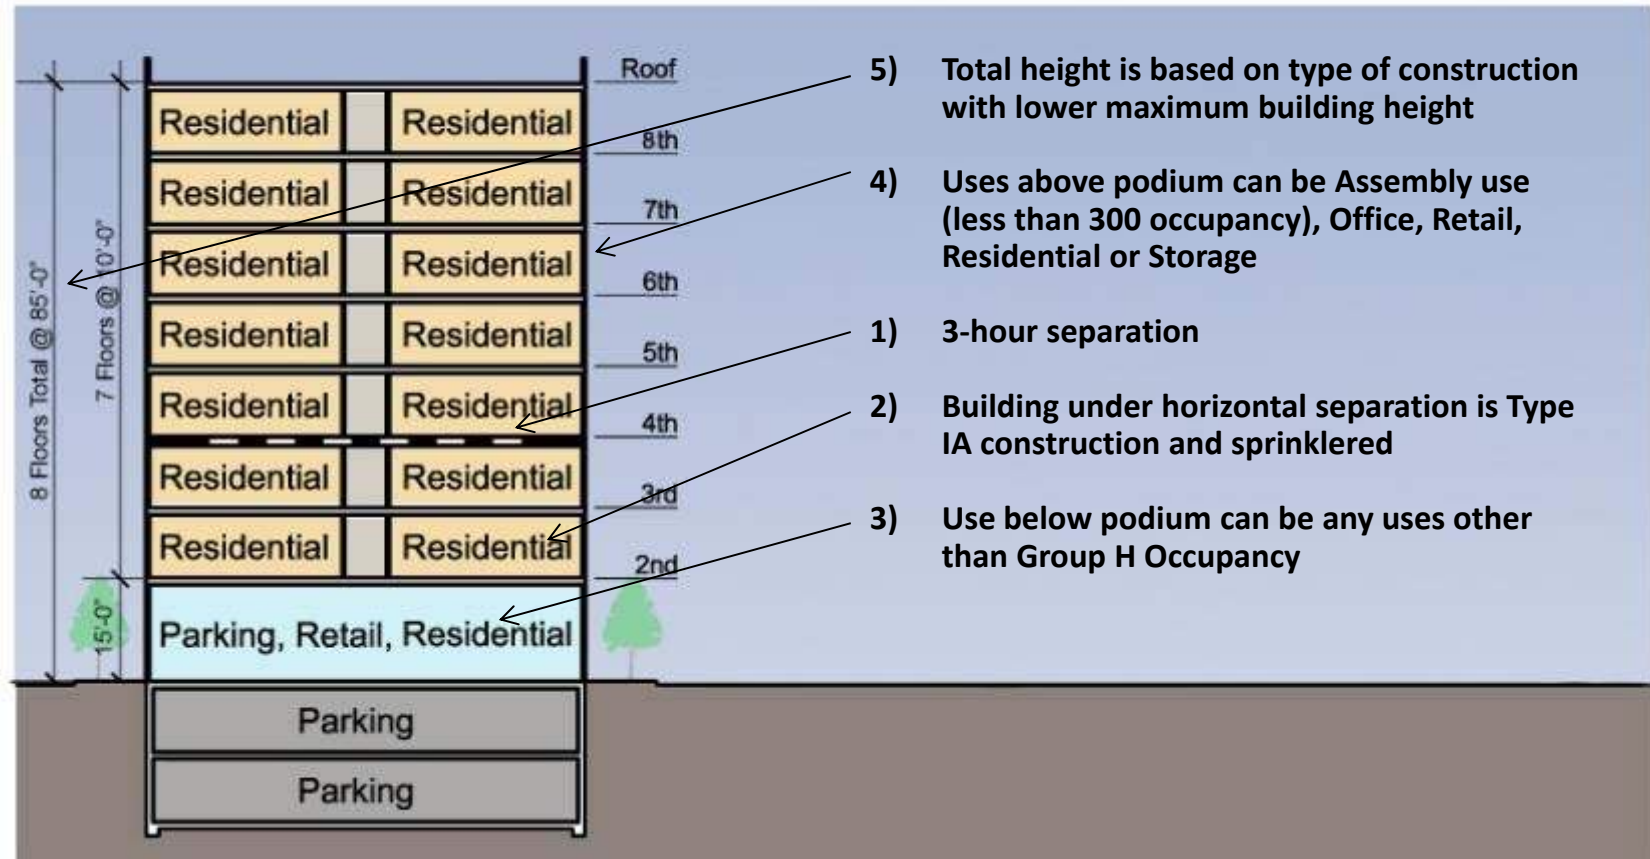 Roof
Residential Residential
8th
Residential Residential
7th
Residential Residential
6th
Residential Residential
5th
Residential Residential
4th
Residential Residential
3rd
Residential Residential
2nd
Parking, Retail, Residential
Parking
Parking
8 Floors Total @ 85'-0"
7 Floors @ 10'-0"
15'-0"
5) Total height is based on type of construction
with lower maximum building height
4) Uses above podium can be Assembly use
(less than 300 occupancy), Office, Retail,
Residential or Storage
1) 3-hour separation
2) Building under horizontal separation is Type
IA construction and sprinklered
3) Use below podium can be any uses other
than Group H Occupancy